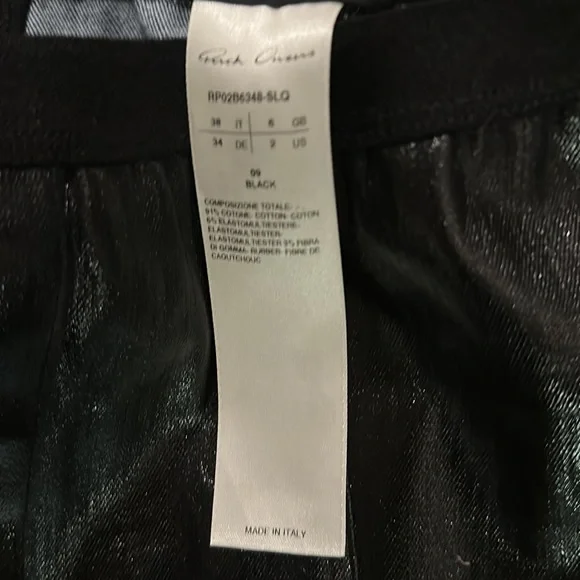 Rick Owens
RP02B6348-SLQ
38 IT 6 GB
34 DE 2 US
09
BLACK
COMPOSIZIONE TOTALE-
91% COTONE- COTTON- COTON
6% ELASTOMULTIESTERE-
ELASTOMULTIESTER-
ELASTOMULTIESTER 3% FIBRA
DI GOMMA- RUBBER- FIBRE DE
CAOUTCHOUC
MADE IN ITALY